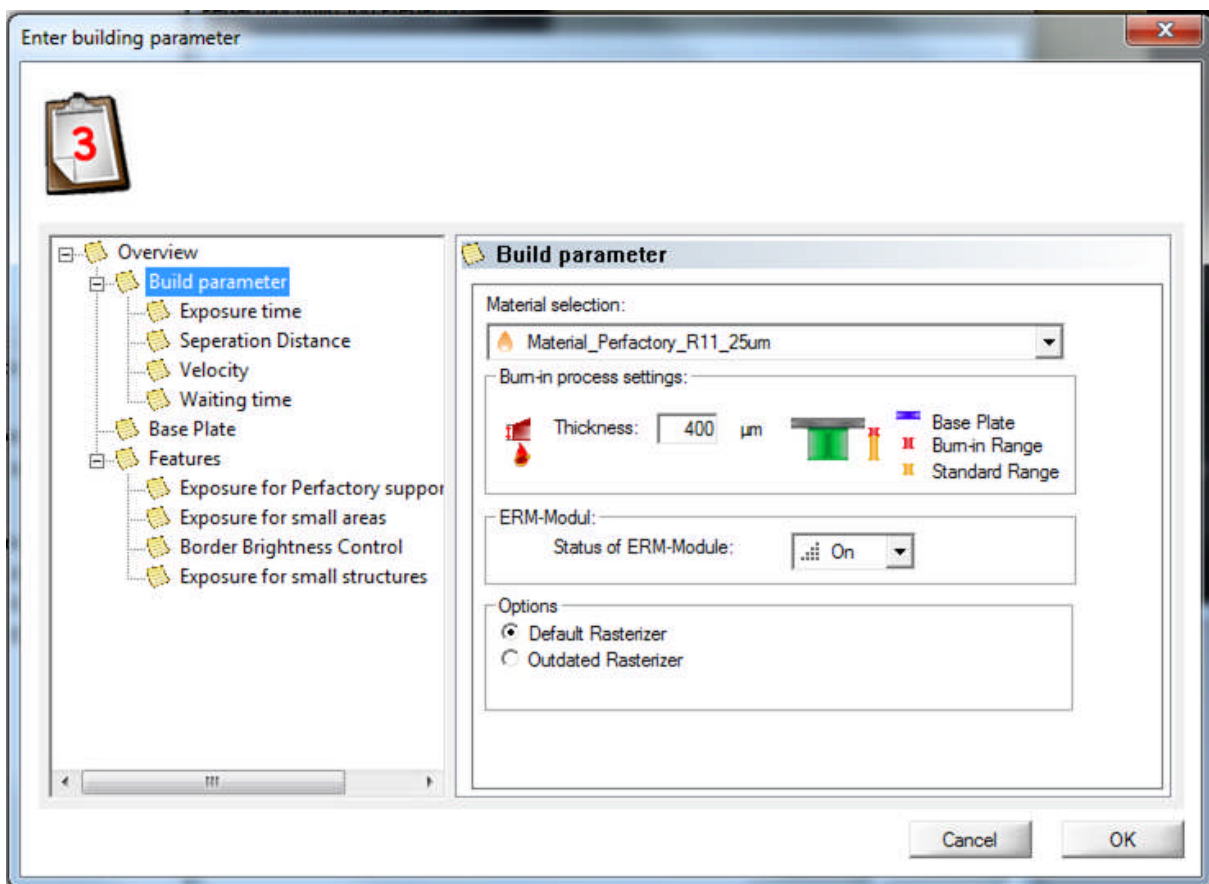 Enter building parameter
3
Overview
Build parameter
Exposure time
Seperation Distance
Velocity
Waiting time
Base Plate
Features
Exposure for Perfactory suppor
Exposure for small areas
Border Brightness Control
Exposure for small structures
Build parameter
Material selection:
Material_Perfactory_R11_25um
Burn-in process settings:
Thickness: 400 µm
Base Plate
Burn-in Range
Standard Range
ERM-Modul:
Status of ERM-Module: On
Options
Default Rasterizer
Outdated Rasterizer
Cancel OK